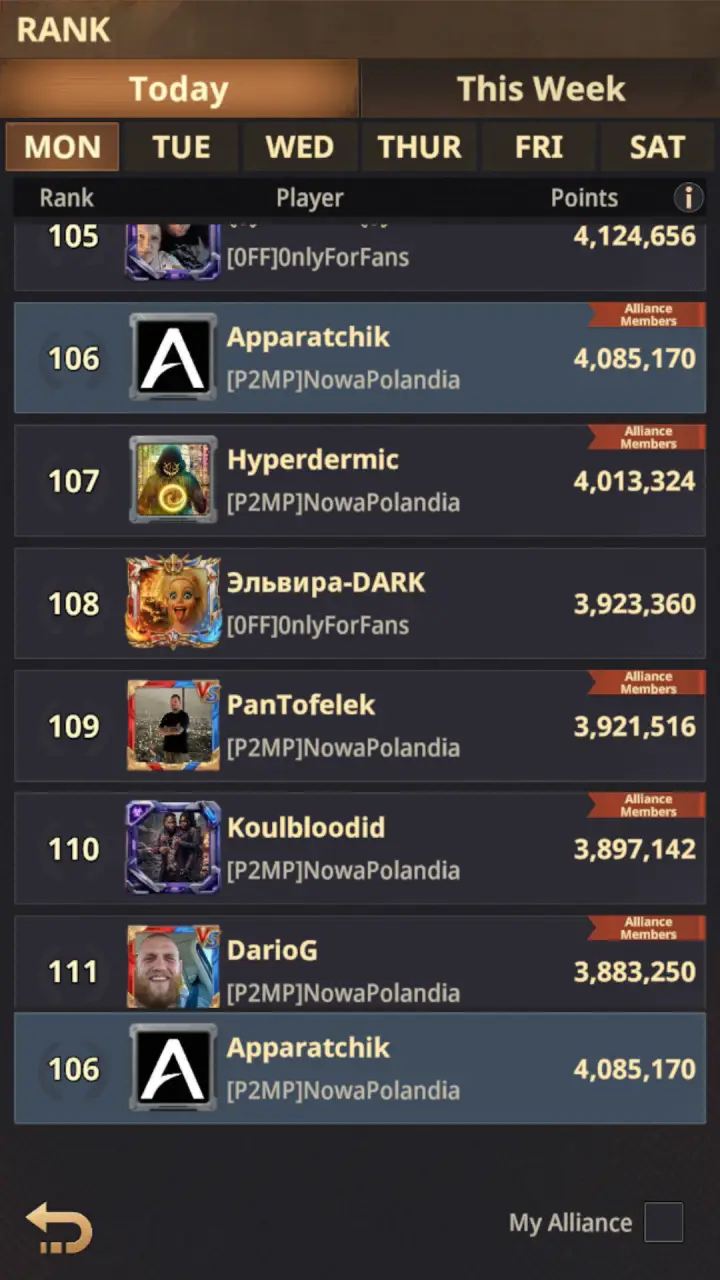 RANK
Today
This Week
MON
TUE
WED
THUR
FRI
SAT
Rank
Player
Points
105
4,124,656
[0FF]0nlyForFans
Alliance
Members
106
Apparatchik
4,085,170
[P2MP]NowaPolandia
Alliance
Members
107
Hyperdermic
4,013,324
[P2MP]NowaPolandia
108
Эльвира-DARK
3,923,360
[0FF]0nlyForFans
Alliance
Members
109
VS
PanTofelek
3,921,516
[P2MP]NowaPolandia
Alliance
Members
110
Koulbloodid
3,897,142
[P2MP]NowaPolandia
Alliance
Members
111
VS
DarioG
3,883,250
[P2MP]NowaPolandia
106
Apparatchik
4,085,170
[P2MP]NowaPolandia
My Alliance